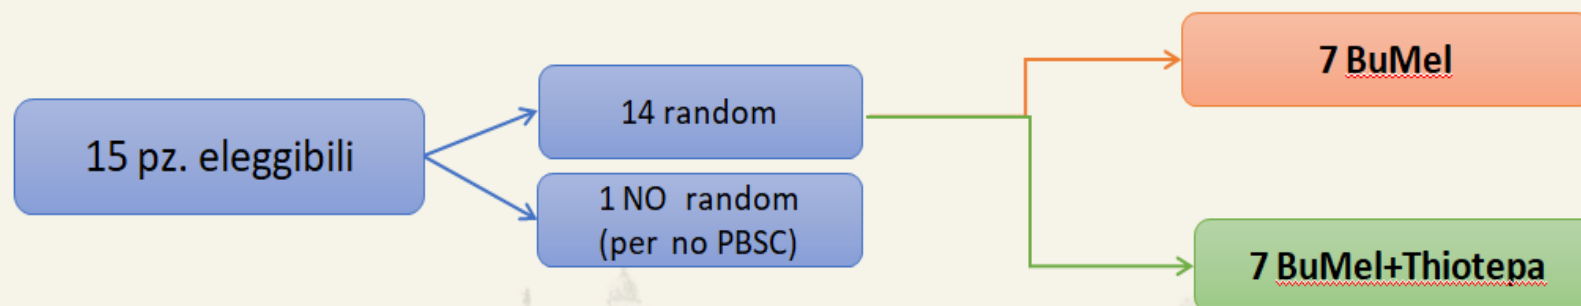 15 pz. eleggibili
14 random
1 NO random
(per no PBSC)
7 BuMel
7 BuMel+Thiotepa